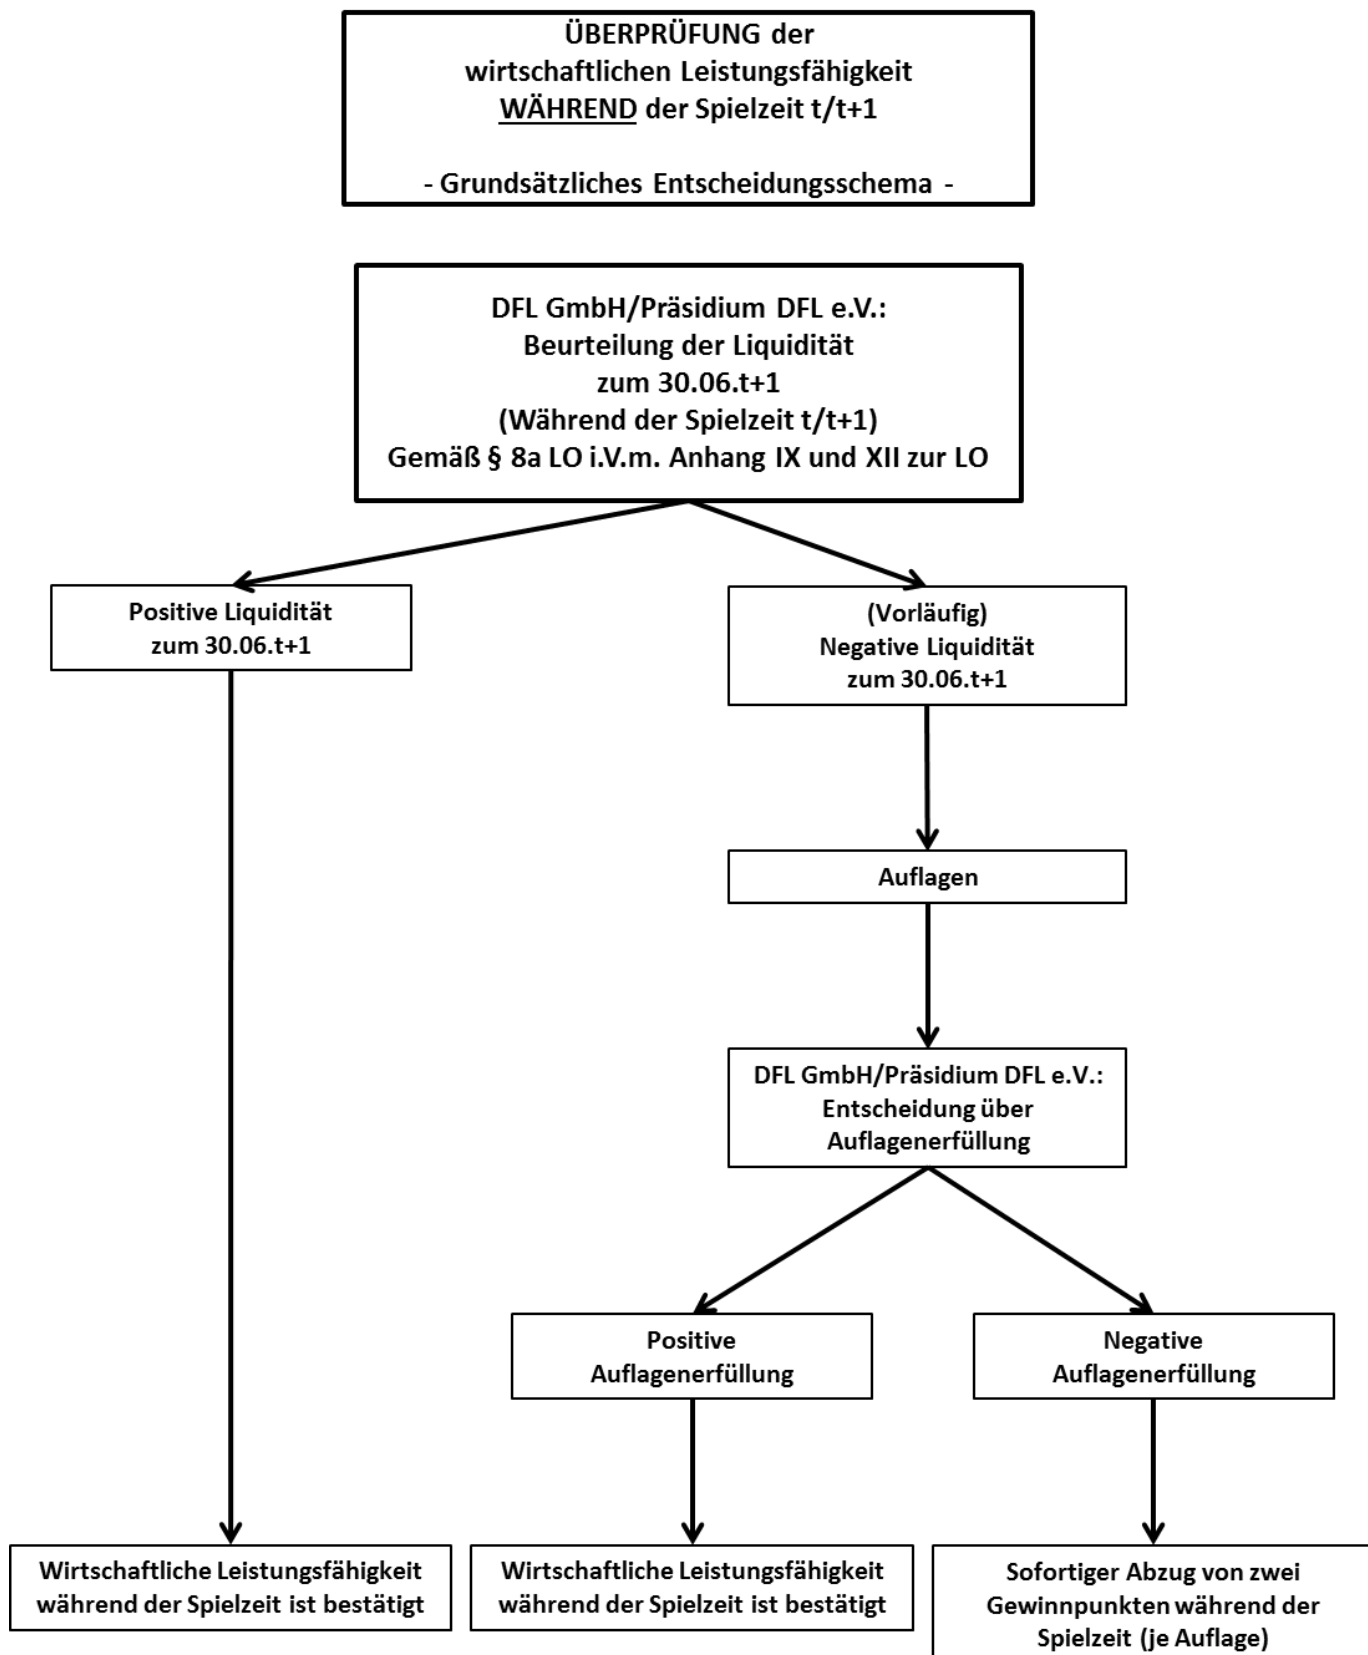 ÜBERPRÜFUNG der
wirtschaftlichen Leistungsfähigkeit
WÄHREND der Spielzeit t/t+1
- Grundsätzliches Entscheidungsschema -
DFL GmbH/Präsidium DFL e.V.:
Beurteilung der Liquidität
zum 30.06.t+1
(Während der Spielzeit t/t+1)
Gemäß § 8a LO i.V.m. Anhang IX und XII zur LO
Positive Liquidität
zum 30.06.t+1
(Vorläufig)
Negative Liquidität
zum 30.06.t+1
Auflagen
DFL GmbH/Präsidium DFL e.V.:
Entscheidung über
Auflagenerfüllung
Positive
Auflagenerfüllung
Negative
Auflagenerfüllung
Wirtschaftliche Leistungsfähigkeit
während der Spielzeit ist bestätigt
Wirtschaftliche Leistungsfähigkeit
während der Spielzeit ist bestätigt
Sofortiger Abzug von zwei
Gewinnpunkten während der
Spielzeit (je Auflage)